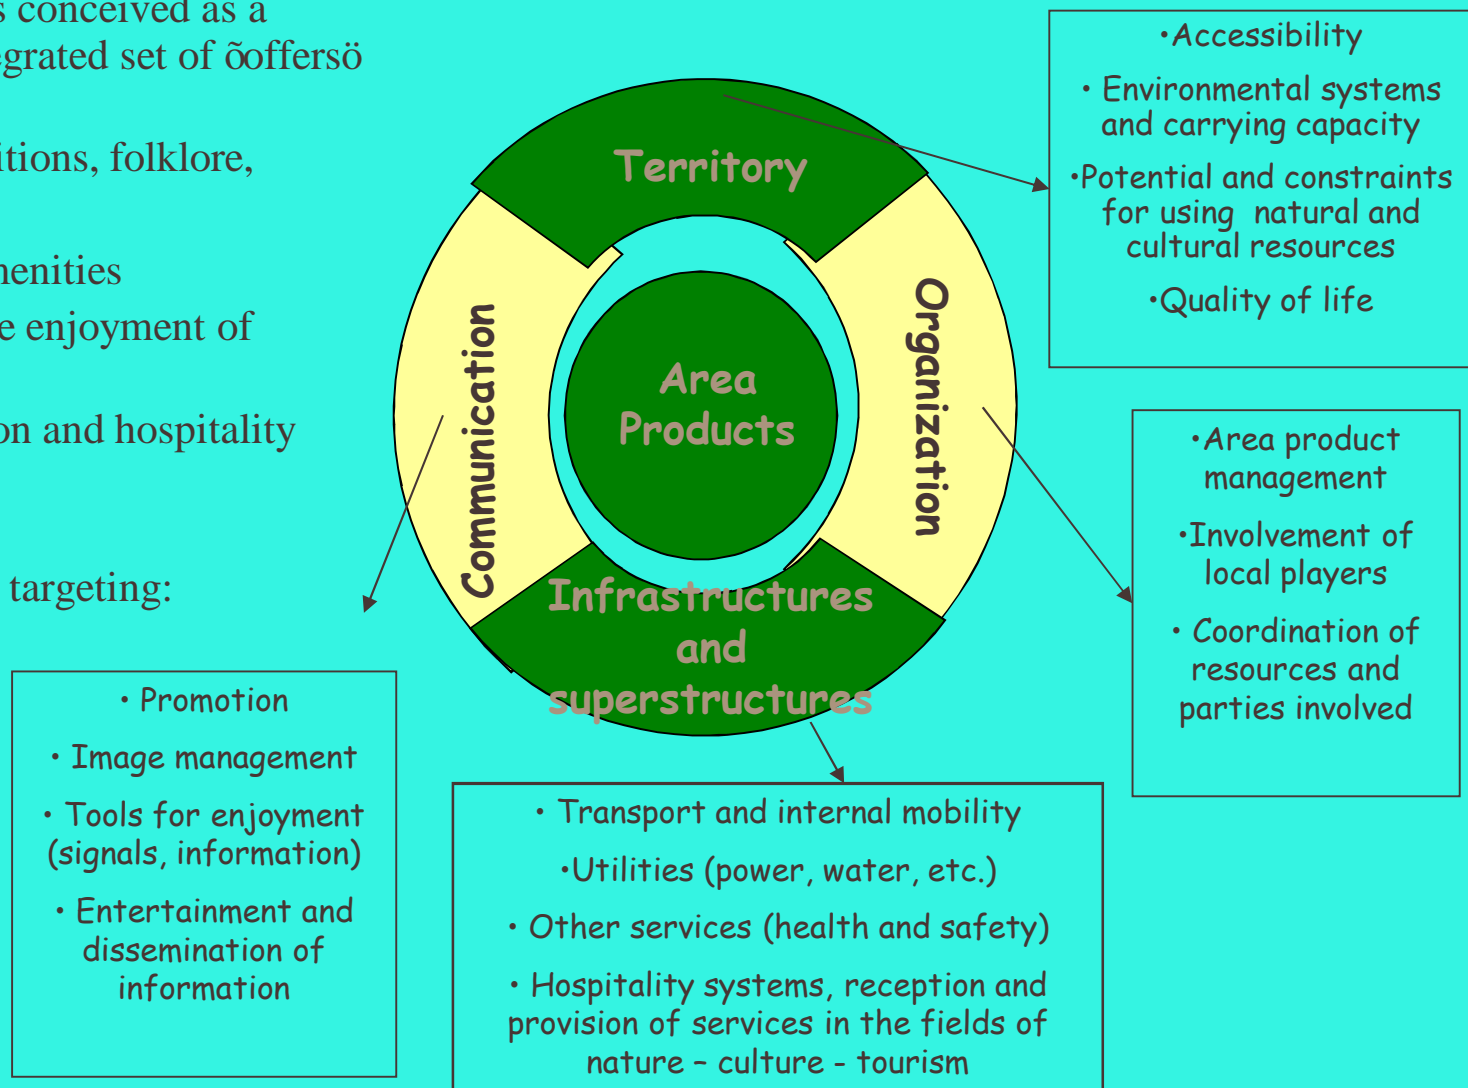 s conceived as a
egrated set of õoffersö
itions, folklore,
nenities
e enjoyment of
on and hospitality
targeting:
Territory
Communication
Area
Products
Organization
Infrastructures
and
superstructures
•Accessibility
• Environmental systems
and carrying capacity
•Potential and constraints
for using natural and
cultural resources
•Quality of life
•Area product
management
•Involvement of
local players
• Coordination of
resources and
parties involved
• Promotion
• Image management
• Tools for enjoyment
(signals, information)
• Entertainment and
dissemination of
information
• Transport and internal mobility
•Utilities (power, water, etc.)
• Other services (health and safety)
• Hospitality systems, reception and
provision of services in the fields of
nature – culture - tourism